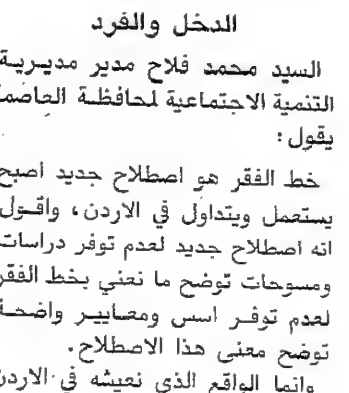 الدخل والفرد
السيد محمد فلاح مدير مديرية
التنمية الاجتماعية لمحافظة العاصمة
يقول :
خط الفقر هو اصطلاح جديد اصبح
يستعمل ويتداول في الاردن، واقول
انه اصطلاح جديد لعدم توفر دراسات
ومسوحات توضح ما نعني بخط الفقر
لعدم توفر اسس ومعايير واضحة
توضح معنى هذا الاصطلاح .
وانما الواقع الذي نعيشه في الاردن